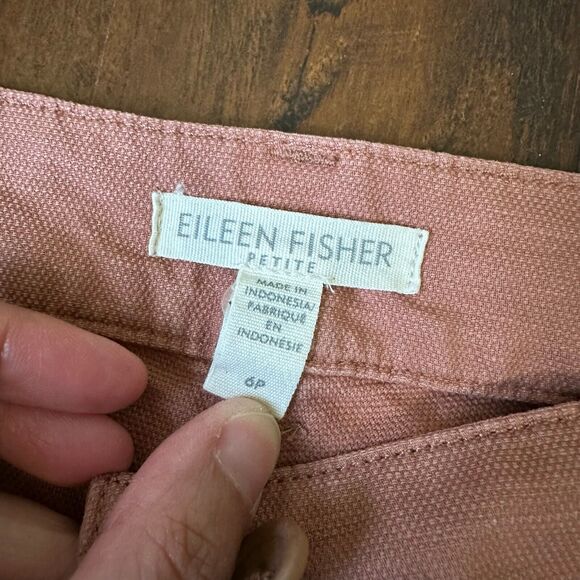 EILEEN FISHER
PETITE
MADE IN
INDONESIA/
FABRIQUÉ
EN
INDONÉSIE
6P